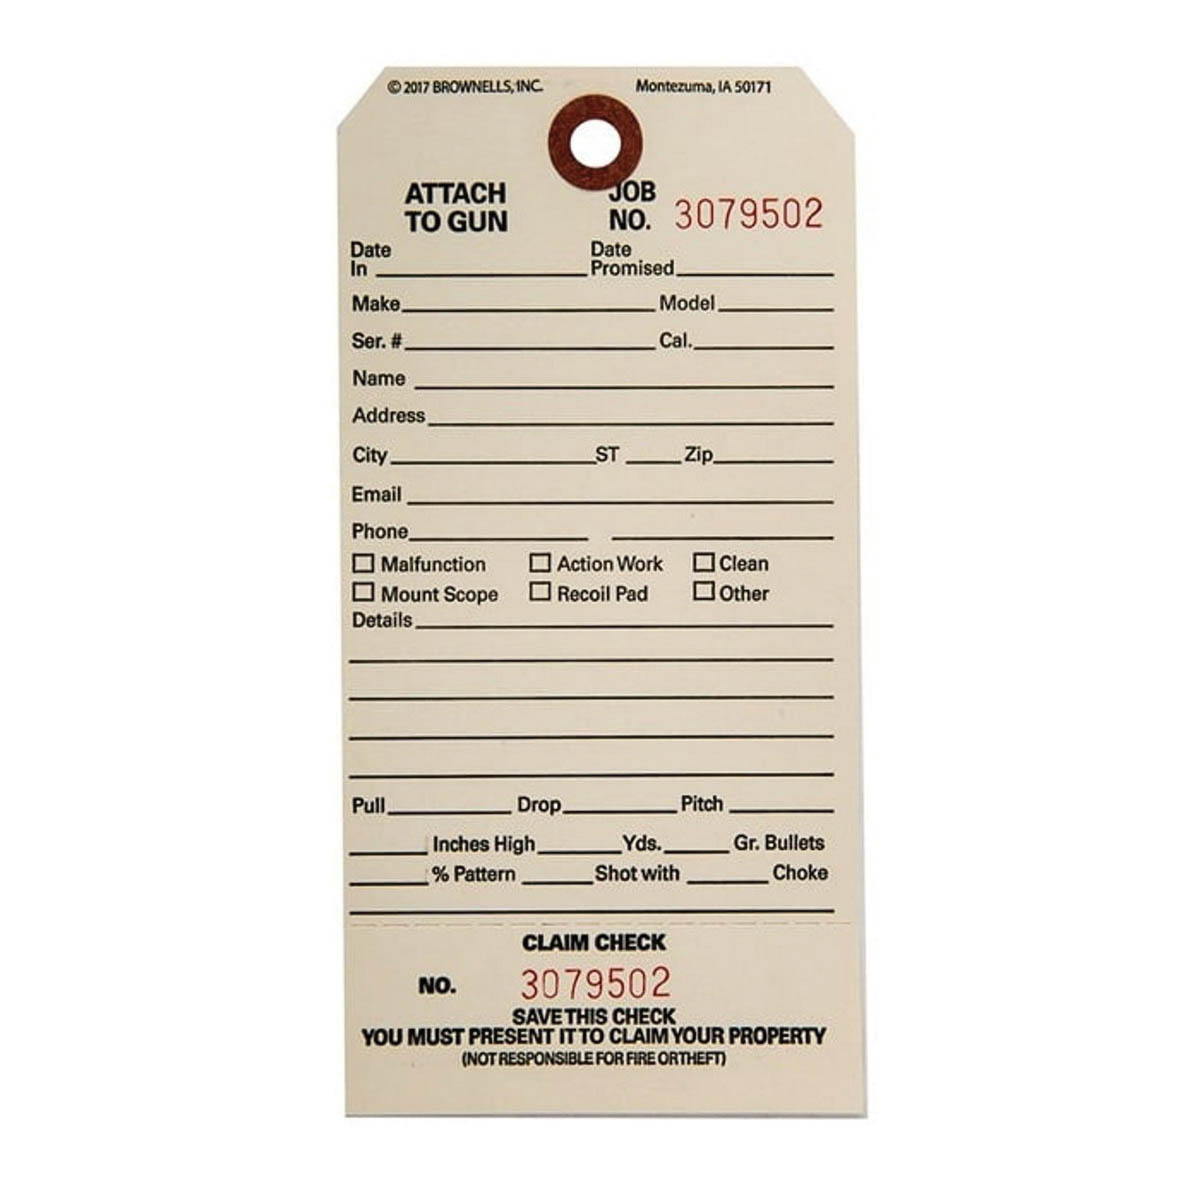 © 2017 BROWNELLS, INC. Montezuma, IA 50171
ATTACH TO GUN
JOB NO. 3079502
Date In Date Promised
Make Model
Ser. # Cal.
Name
Address
City ST Zip
Email
Phone
Malfunction Action Work Clean
Mount Scope Recoil Pad Other
Details
Pull Drop Pitch
Inches High Yds. Gr. Bullets
% Pattern Shot with Choke
CLAIM CHECK
NO. 3079502
SAVE THIS CHECK
YOU MUST PRESENT IT TO CLAIM YOUR PROPERTY
(NOT RESPONSIBLE FOR FIRE OR THEFT)